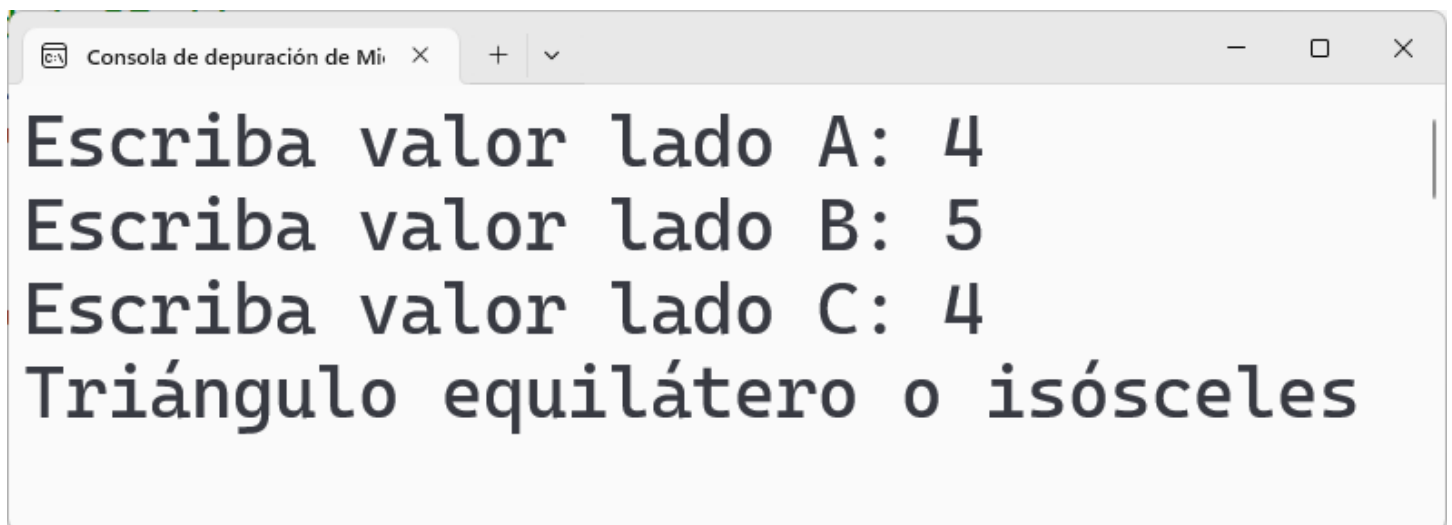 Consola de depuración de Mi
Escriba valor lado A: 4
Escriba valor lado B: 5
Escriba valor lado C: 4
Triángulo equilátero o isósceles